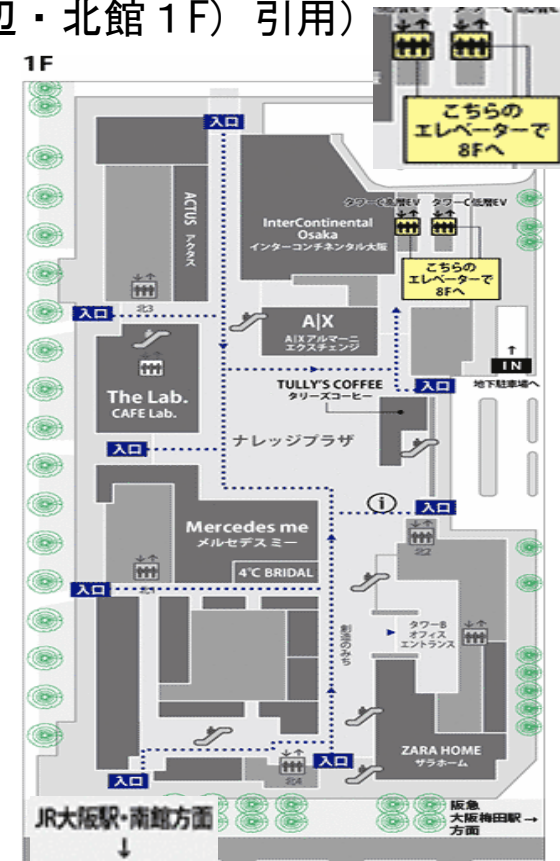 辺・北館1F）引用）
こちらの
エレベーターで
8Fへ
1F
入口
ACTUS アクタス
北3
入口
InterContinental
Osaka
インターコンチネンタル大阪
タワーC高層EV タワーC低層EV
こちらの
エレベーターで
8Fへ
A|X
A|Xアルマーニ
エクスチェンジ
The Lab.
CAFE Lab.
TULLY'S COFFEE
タリーズコーヒー
入口
IN
地下駐車場へ
ナレッジプラザ
入口
i
入口
北2
Mercedes me
メルセデス ミー
4℃ BRIDAL
北1
入口
創造のみち
タワーB
オフィス
エントランス
ZARA HOME
ザラホーム
入口
北4
入口
JR大阪駅・南館方面
阪急
大阪梅田駅→
方面